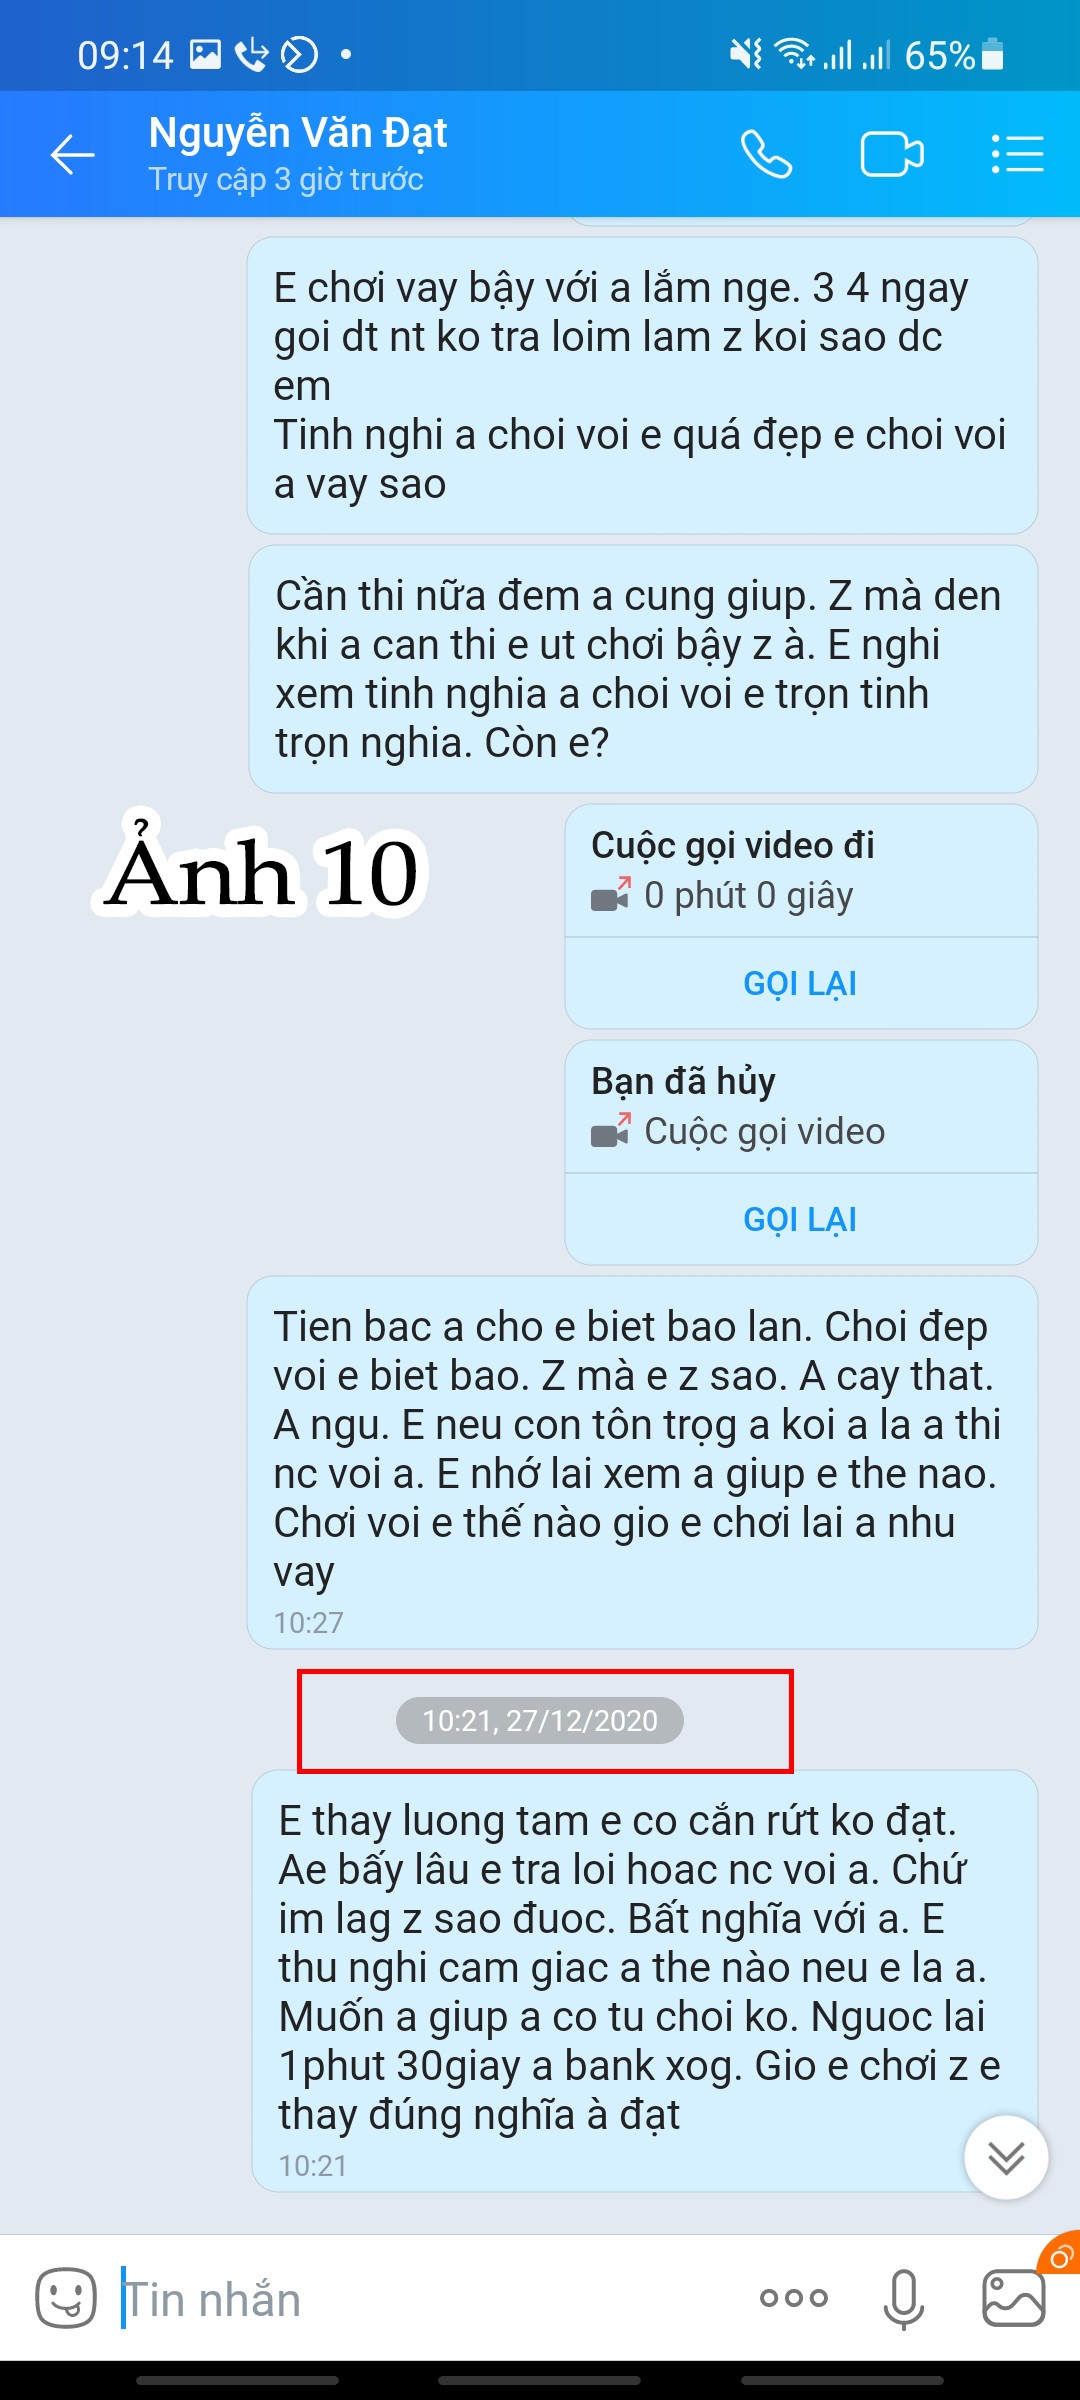 09:14
65%
Nguyễn Văn Đạt
Truy cập 3 giờ trước
E chơi vay bậy với a lắm nge. 3 4 ngay
goi dt nt ko tra loim lam z koi sao dc
em
Tinh nghi a choi voi e quá đẹp e choi voi
a vay sao
Cần thi nữa đem a cung giup. Z mà den
khi a can thi e ut chơi bậy z à. E nghi
xem tinh nghia a choi voi e trọn tinh
trọn nghia. Còn e?
Ảnh 10
Cuộc gọi video đi
0 phút 0 giây
GỌI LẠI
Bạn đã hủy
Cuộc gọi video
GỌI LẠI
Tien bac a cho e biet bao lan. Choi đep
voi e biet bao. Z mà e z sao. A cay that.
A ngu. E neu con tôn trọg a koi a la a thi
nc voi a. E nhớ lai xem a giup e the nao.
Chơi voi e thế nào gio e chơi lai a nhu
vay
10:27
10:21, 27/12/2020
E thay luong tam e co cắn rứt ko đạt.
Ae bấy lâu e tra loi hoac nc voi a. Chứ
im lag z sao đuoc. Bất nghĩa với a. E
thu nghi cam giac a the nào neu e la a.
Muốn a giup a co tu choi ko. Nguoc lai
1phut 30giay a bank xog. Gio e chơi z e
thay đúng nghĩa à đạt
10:21
Tin nhắn